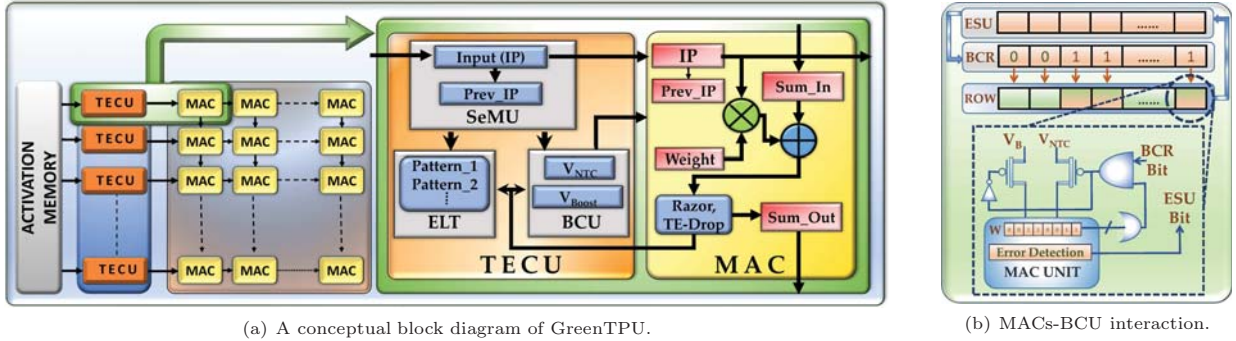 ACTIVATION MEMORY
TECU
MAC
MAC
MAC
TECU
MAC
MAC
MAC
TECU
MAC
MAC
MAC
TECU
MAC
MAC
MAC
Input (IP)
Prev_IP
SeMU
Pattern_1
Pattern_2
ELT
V_NTC
V_Boost
BCU
TECU
IP
Prev_IP
Sum_In
Weight
Razor,
TE-Drop
Sum_Out
MAC
(a) A conceptual block diagram of GreenTPU.
ESU
......
BCR 0 0 1 1 ...... 1
ROW ......
V_B V_NTC
BCR
Bit
ESU
Bit
W
Error Detection
MAC UNIT
(b) MACs-BCU interaction.